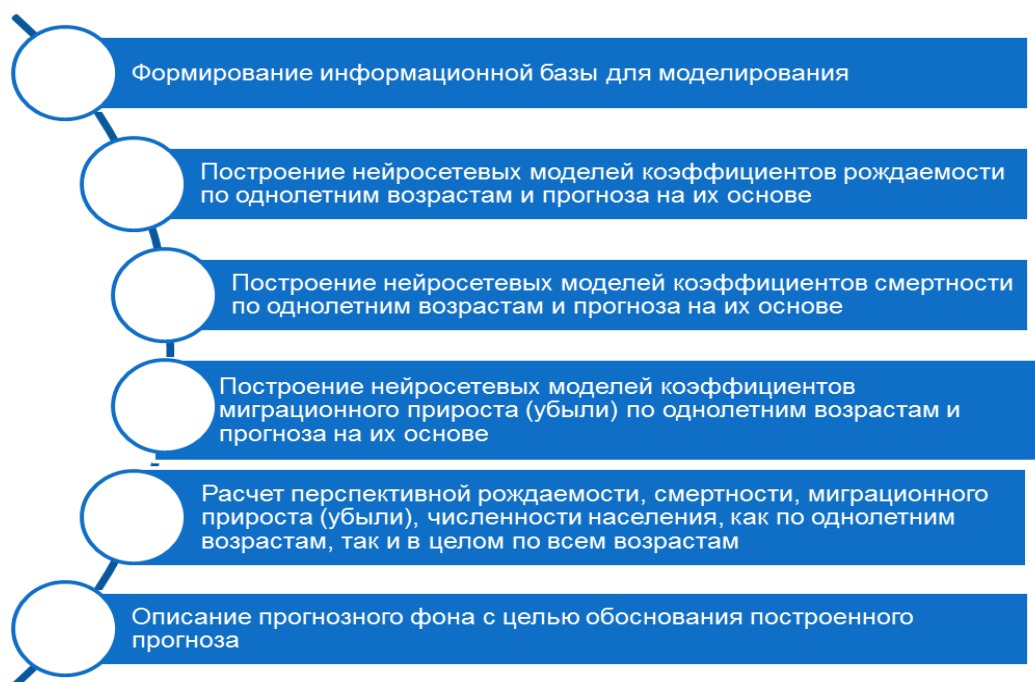 Формирование информационной базы для моделирования
Построение нейросетевых моделей коэффициентов рождаемости
по однолетним возрастам и прогноза на их основе
Построение нейросетевых моделей коэффициентов смертности
по однолетним возрастам и прогноза на их основе
Построение нейросетевых моделей коэффициентов
миграционного прироста (убыли) по однолетним возрастам и
прогноза на их основе
Расчет перспективной рождаемости, смертности, миграционного
прироста (убыли), численности населения, как по однолетним
возрастам, так и в целом по всем возрастам
Описание прогнозного фона с целью обоснования построенного
прогноза